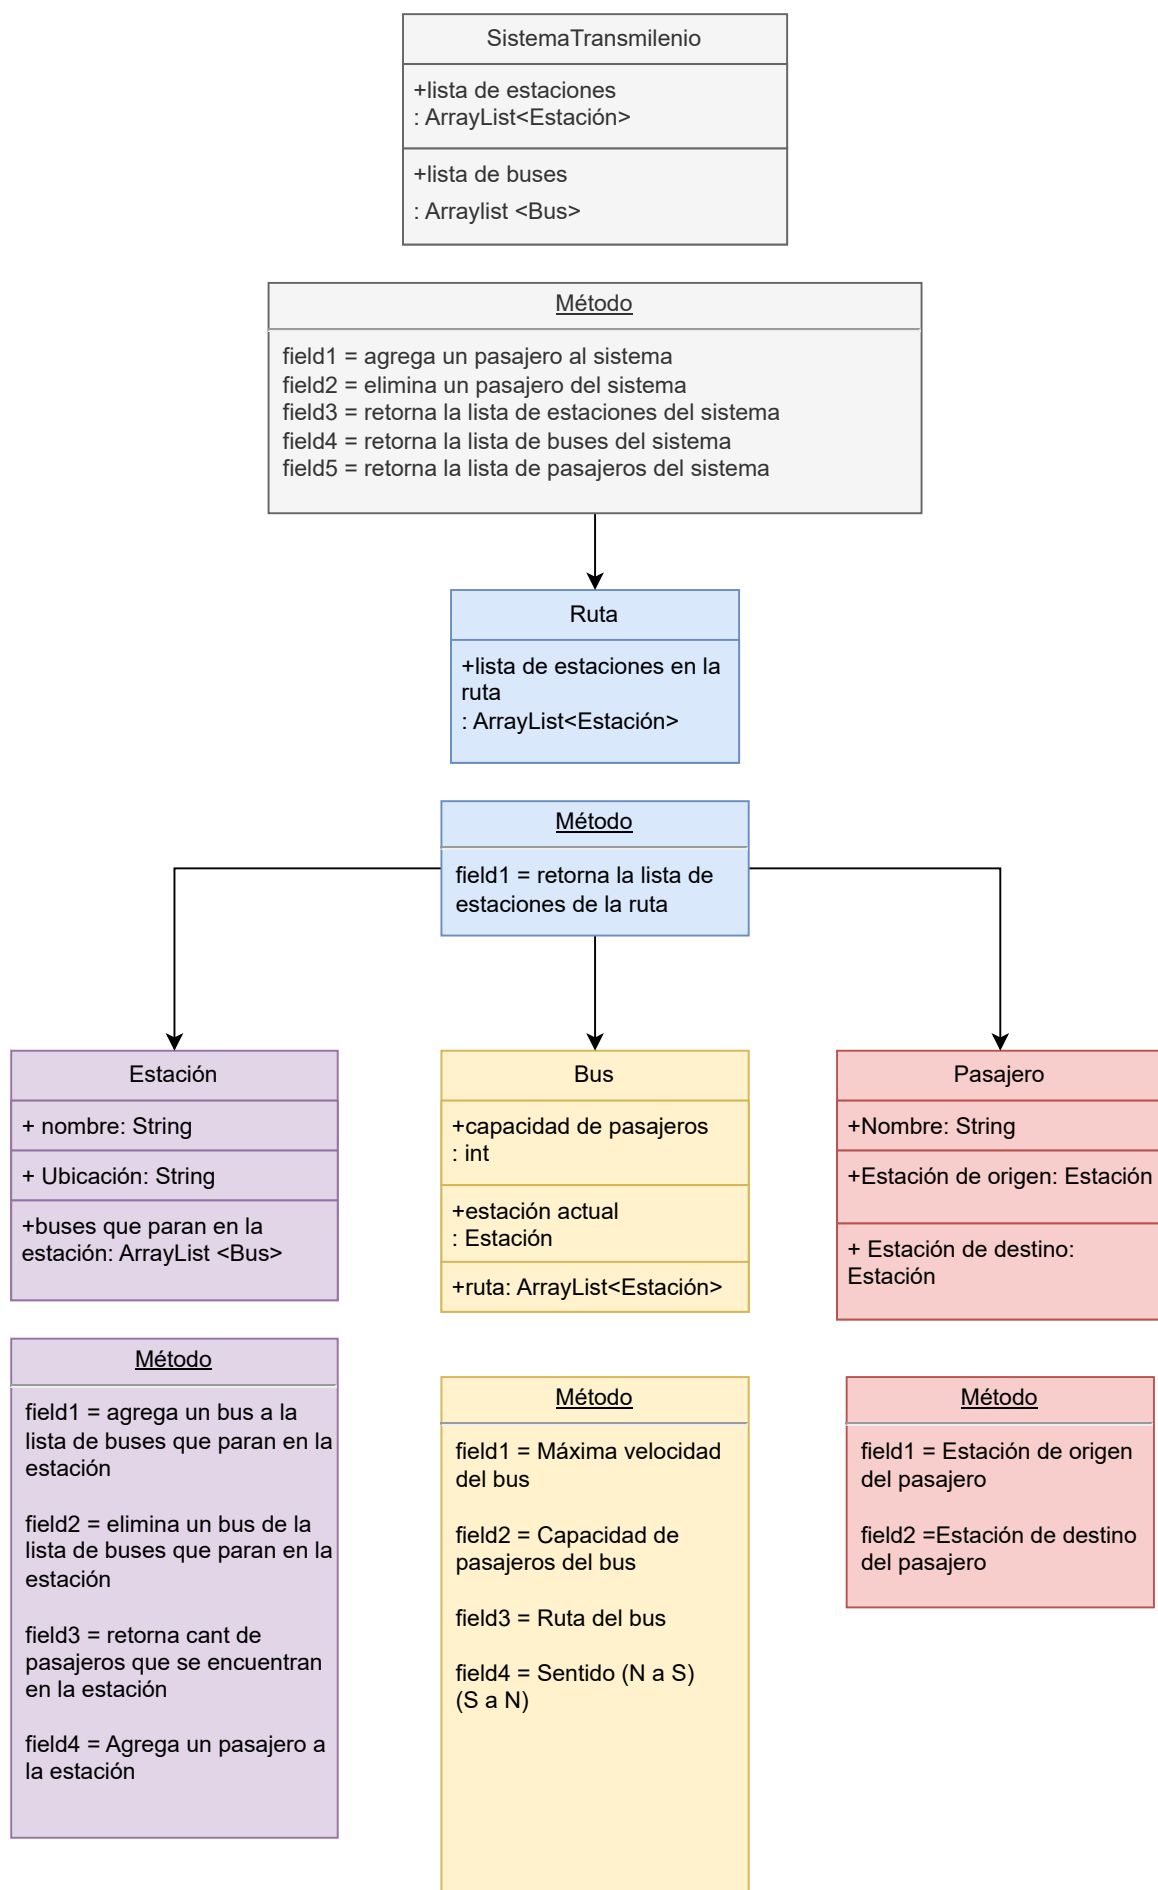 SistemaTransmilenio
+lista de estaciones
: ArrayList<Estación>
+lista de buses
: Arraylist <Bus>
Método
field1 = agrega un pasajero al sistema
field2 = elimina un pasajero del sistema
field3 = retorna la lista de estaciones del sistema
field4 = retorna la lista de buses del sistema
field5 = retorna la lista de pasajeros del sistema
Ruta
+lista de estaciones en la
ruta
: ArrayList<Estación>
Método
field1 = retorna la lista de
estaciones de la ruta
Estación
+ nombre: String
+ Ubicación: String
+buses que paran en la
estación: ArrayList <Bus>
Método
field1 = agrega un bus a la
lista de buses que paran en la
estación
field2 = elimina un bus de la
lista de buses que paran en la
estación
field3 = retorna cant de
pasajeros que se encuentran
en la estación
field4 = Agrega un pasajero a
la estación
Bus
+capacidad de pasajeros
: int
+estación actual
: Estación
+ruta: ArrayList<Estación>
Método
field1 = Máxima velocidad
del bus
field2 = Capacidad de
pasajeros del bus
field3 = Ruta del bus
field4 = Sentido (N a S)
(S a N)
Pasajero
+Nombre: String
+Estación de origen: Estación
+ Estación de destino:
Estación
Método
field1 = Estación de origen
del pasajero
field2 =Estación de destino
del pasajero